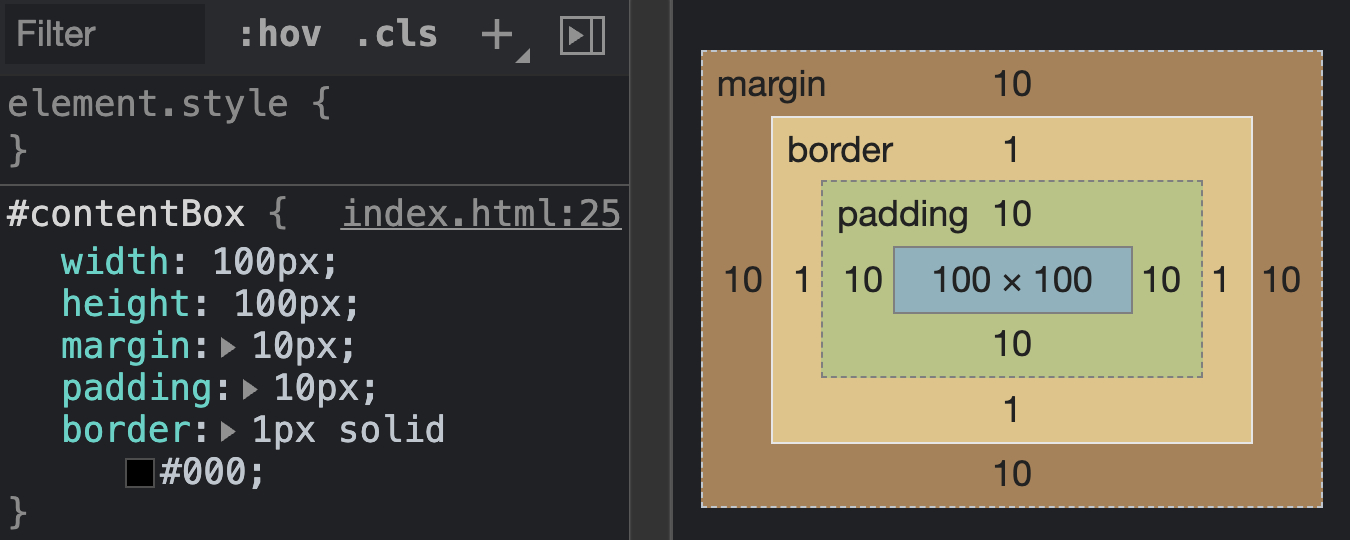 Filter :hov .cls +
element.style {
}
#contentBox { index.html:25
width: 100px;
height: 100px;
margin: 10px;
padding: 10px;
border: 1px solid
#000;
}
margin 10
border 1
padding 10
10 1 10 100 × 100 10 1 10
10
1
10